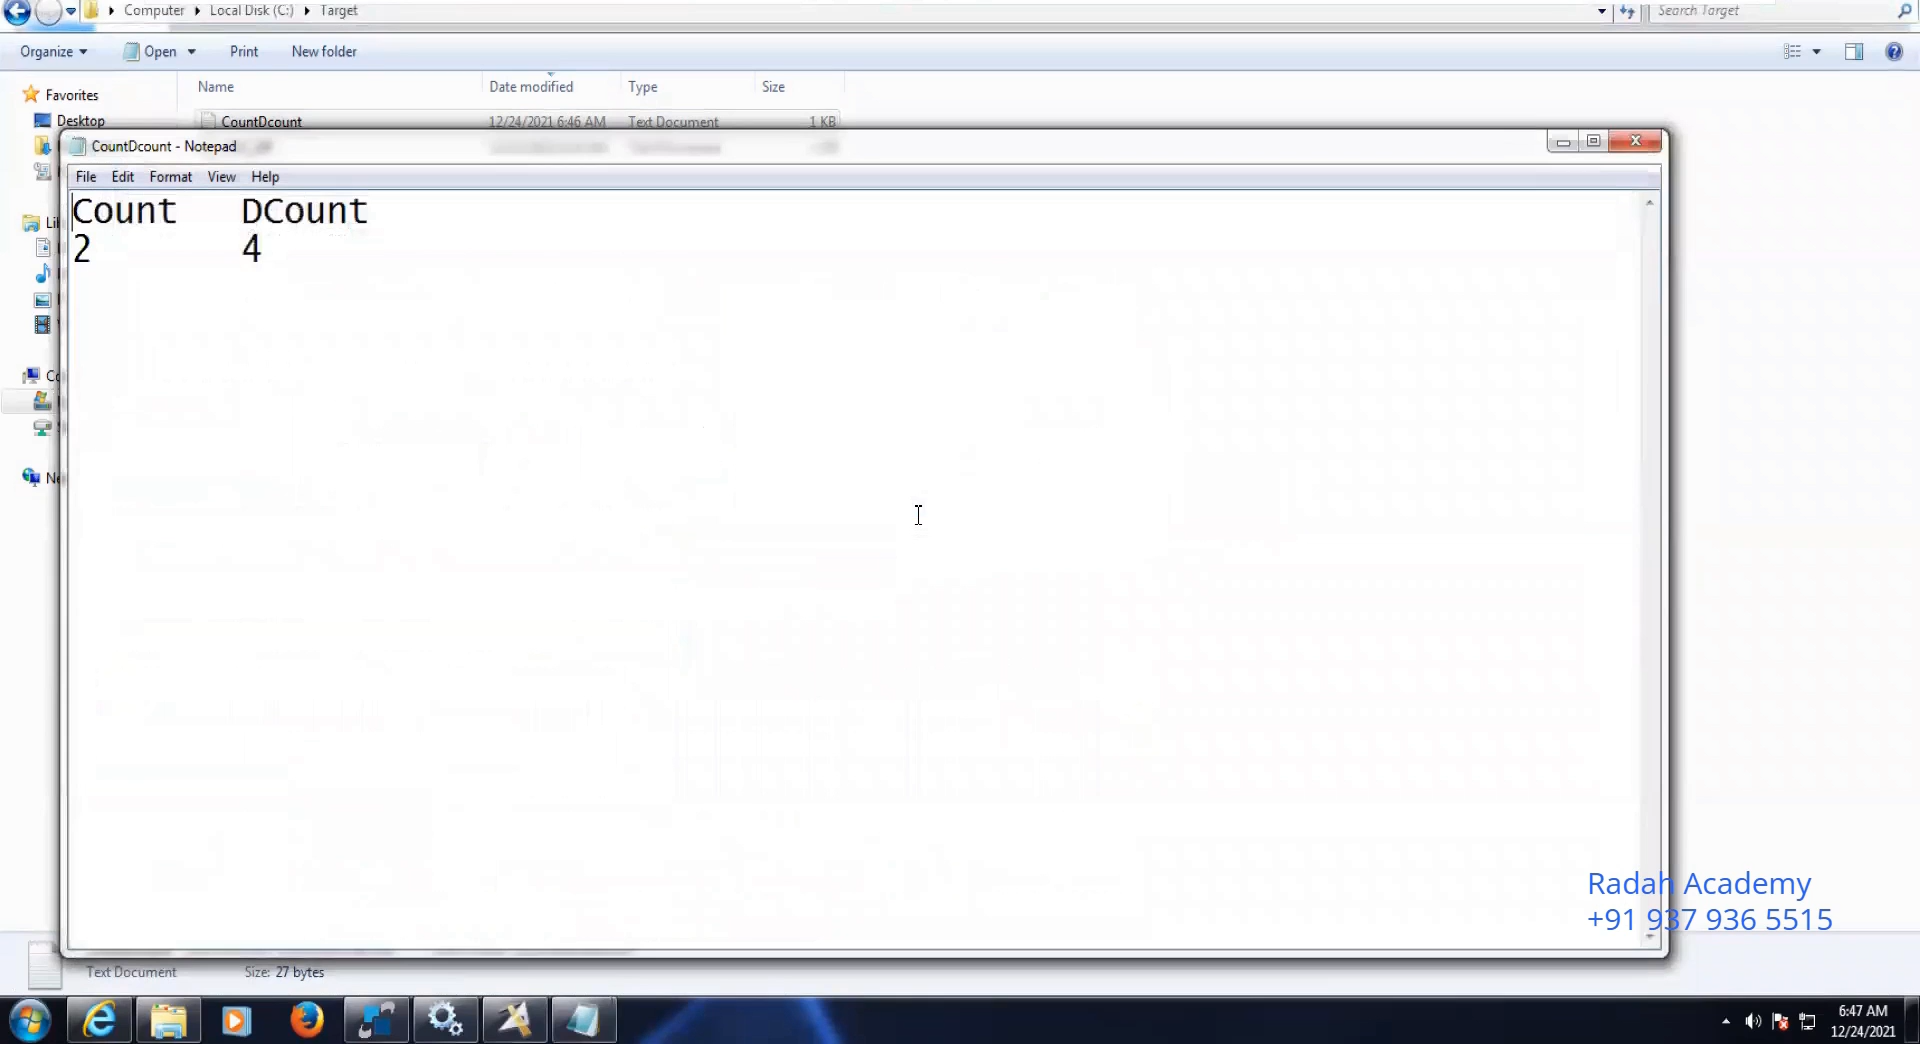 Computer Local Disk (C:) Target Search Target
Organize Open Print New folder
Name Date modified Type Size
Favorites
Desktop
CountDcount 12/24/2021 6:46 AM Text Document 1 KB
CountDcount - Notepad
File Edit Format View Help
Count DCount
2 4
Radah Academy
+91 937 936 5515
Text Document Size: 27 bytes
6:47 AM
12/24/2021